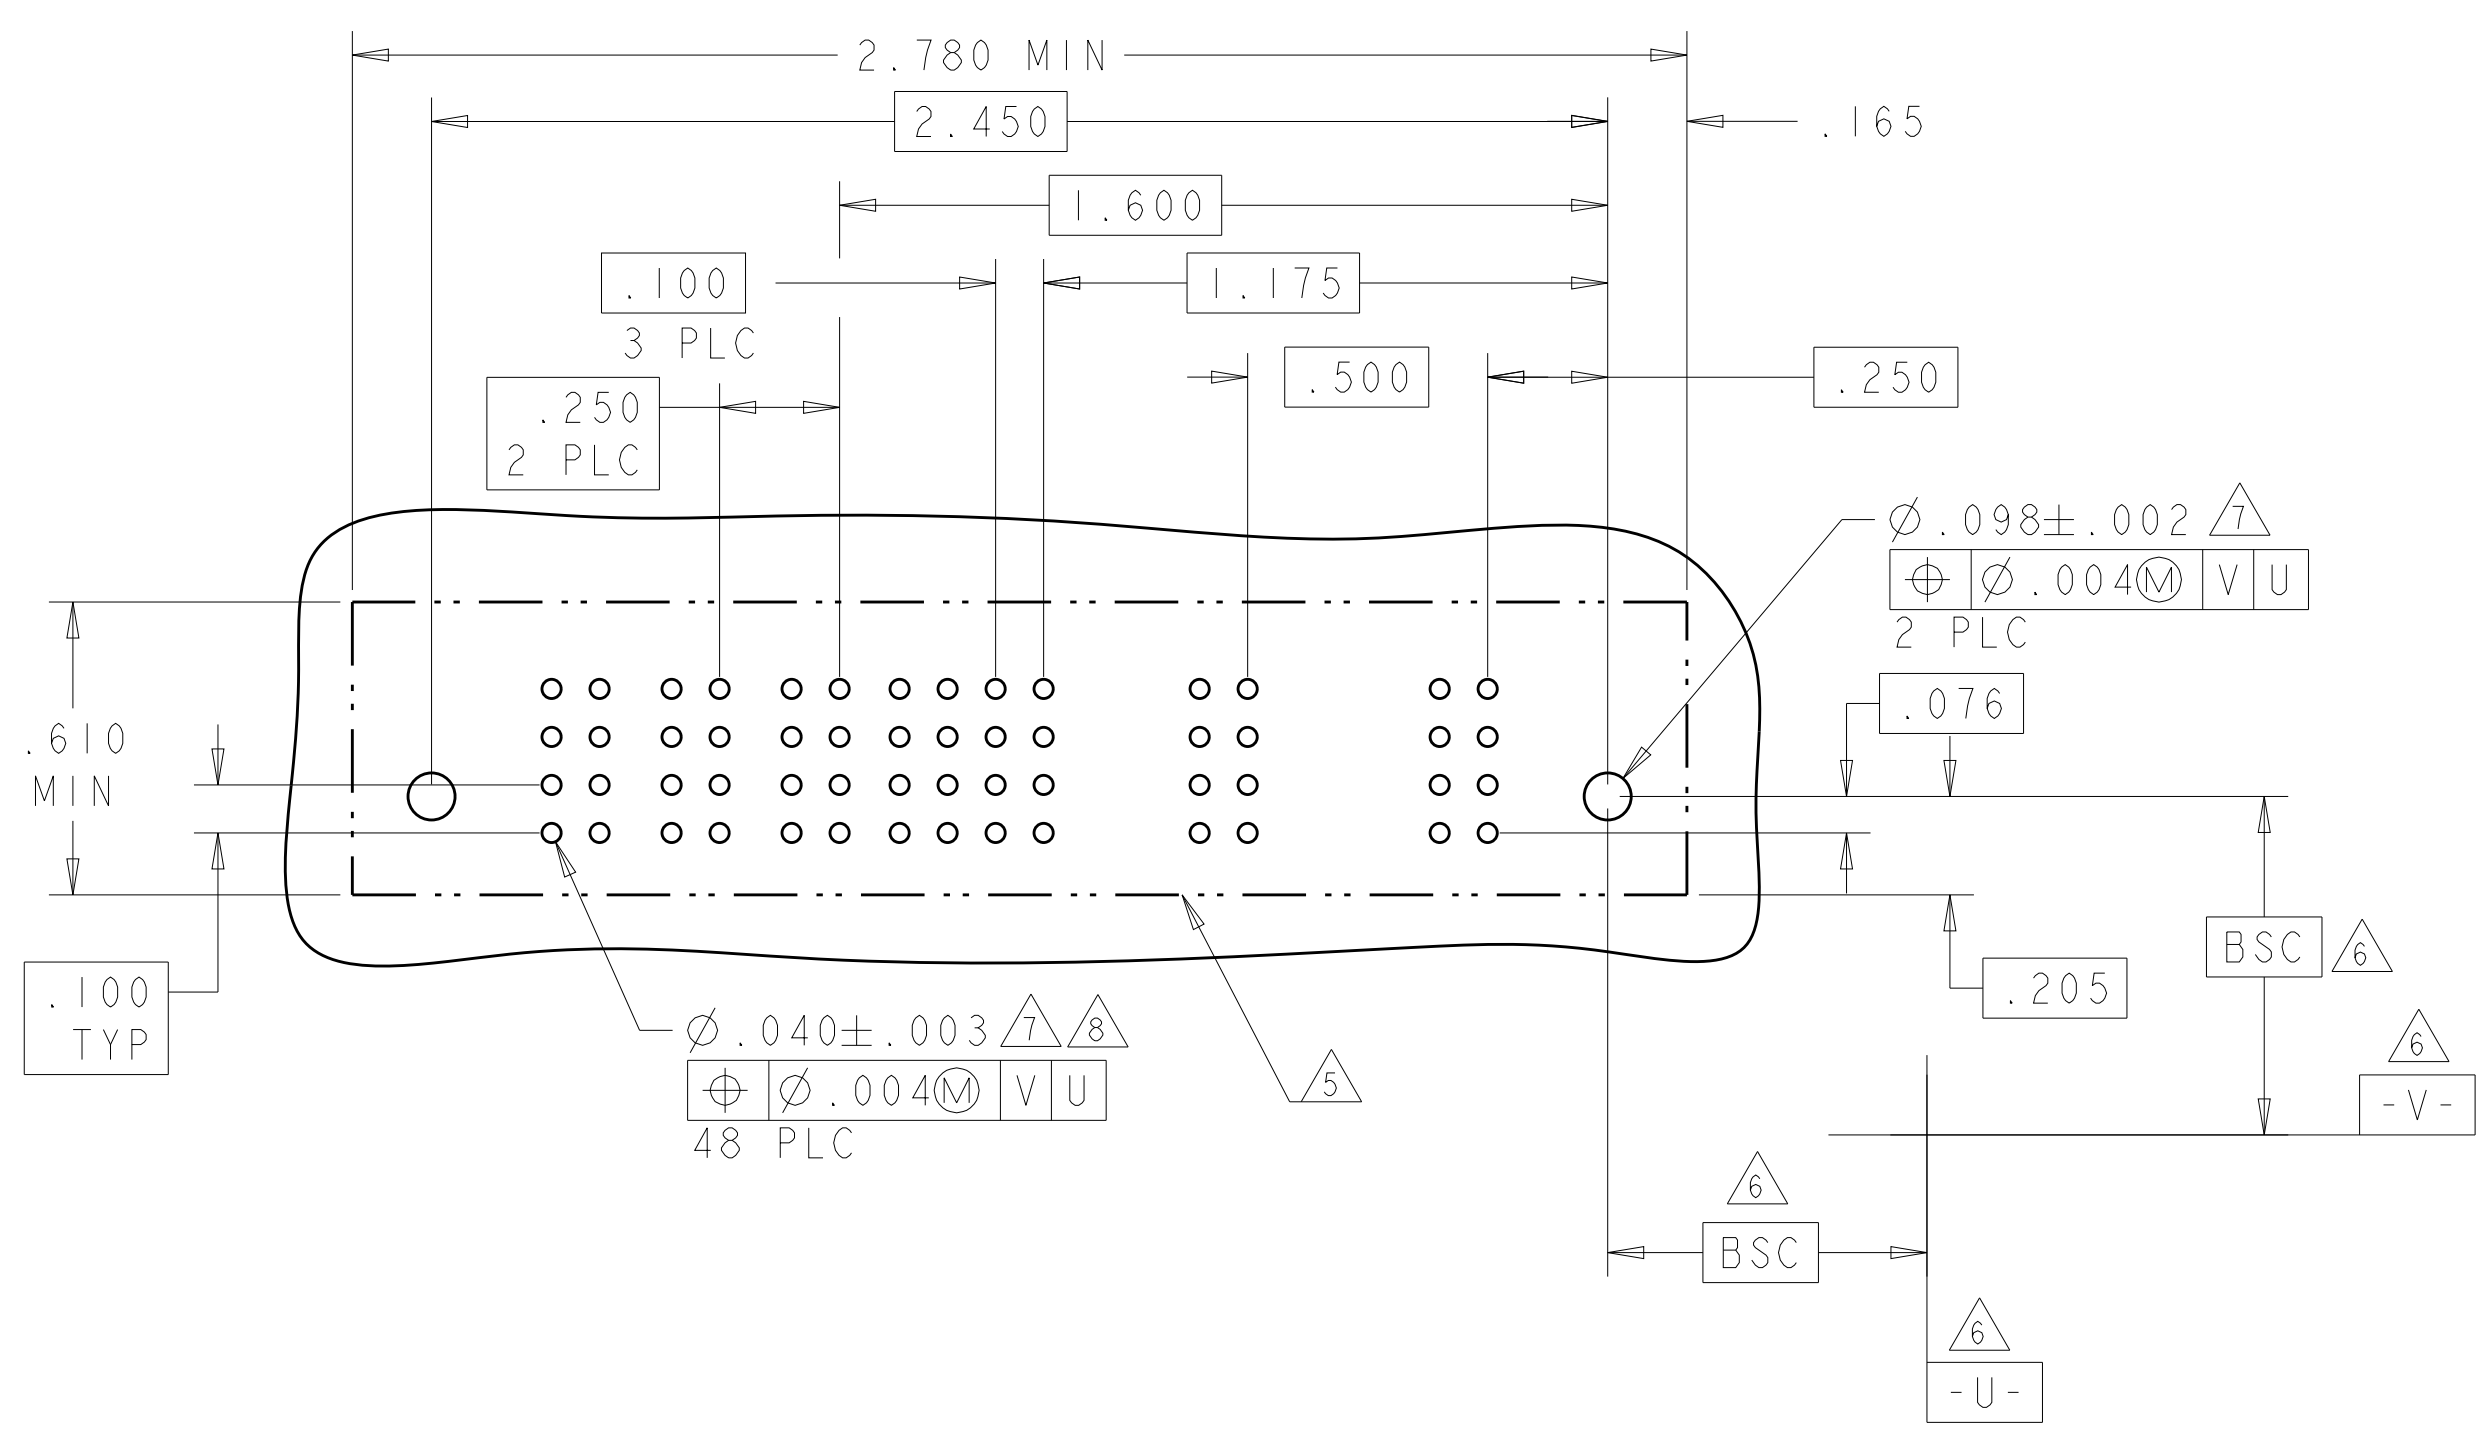 2.780 MIN
2.450
.165
1.600
.100
3 PLC
1.175
.500
.250
.250
2 PLC
Ø.098±.002 7
⌖ Ø.004Ⓜ V U
2 PLC
.076
.610
MIN
BSC 6
.100
TYP
.205
Ø.040±.003 7 8
⌖ Ø.004Ⓜ V U
48 PLC
5
6
-V-
6
BSC
6
-U-